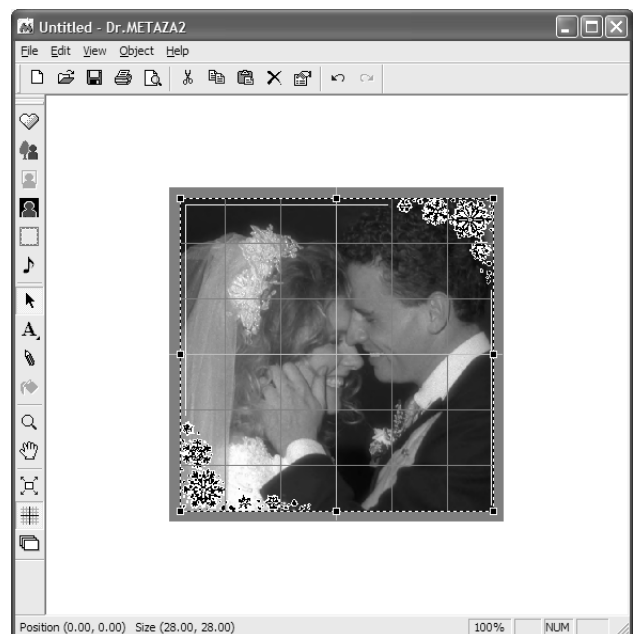 Untitled - Dr.METAZA2
File Edit View Object Help
A
Position (0.00, 0.00) Size (28.00, 28.00) 100% NUM